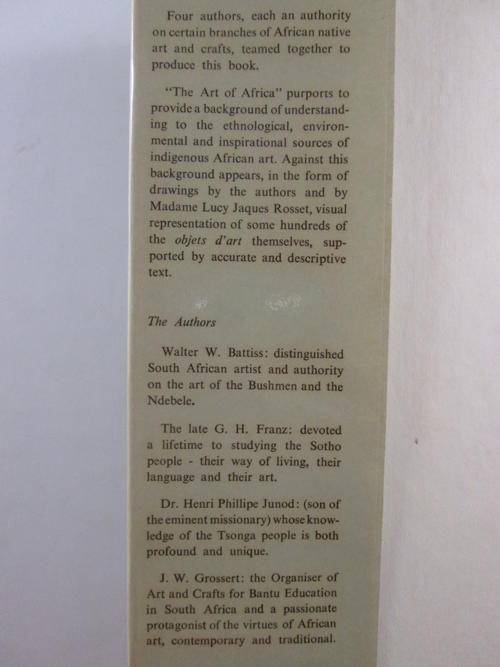 Four authors, each an authority
on certain branches of African native
art and crafts, teamed together to
produce this book.
"The Art of Africa" purports to
provide a background of understand-
ing to the ethnological, environ-
mental and inspirational sources of
indigenous African art. Against this
background appears, in the form of
drawings by the authors and by
Madame Lucy Jaques Rosset, visual
representation of some hundreds of
the objets d'art themselves, sup-
ported by accurate and descriptive
text.
The Authors
Walter W. Battiss: distinguished
South African artist and authority
on the art of the Bushmen and the
Ndebele.
The late G. H. Franz: devoted
a lifetime to studying the Sotho
people - their way of living, their
language and their art.
Dr. Henri Phillipe Junod: (son of
the eminent missionary) whose know-
ledge of the Tsonga people is both
profound and unique.
J. W. Grossert: the Organiser of
Art and Crafts for Bantu Education
in South Africa and a passionate
protagonist of the virtues of African
art, contemporary and traditional.